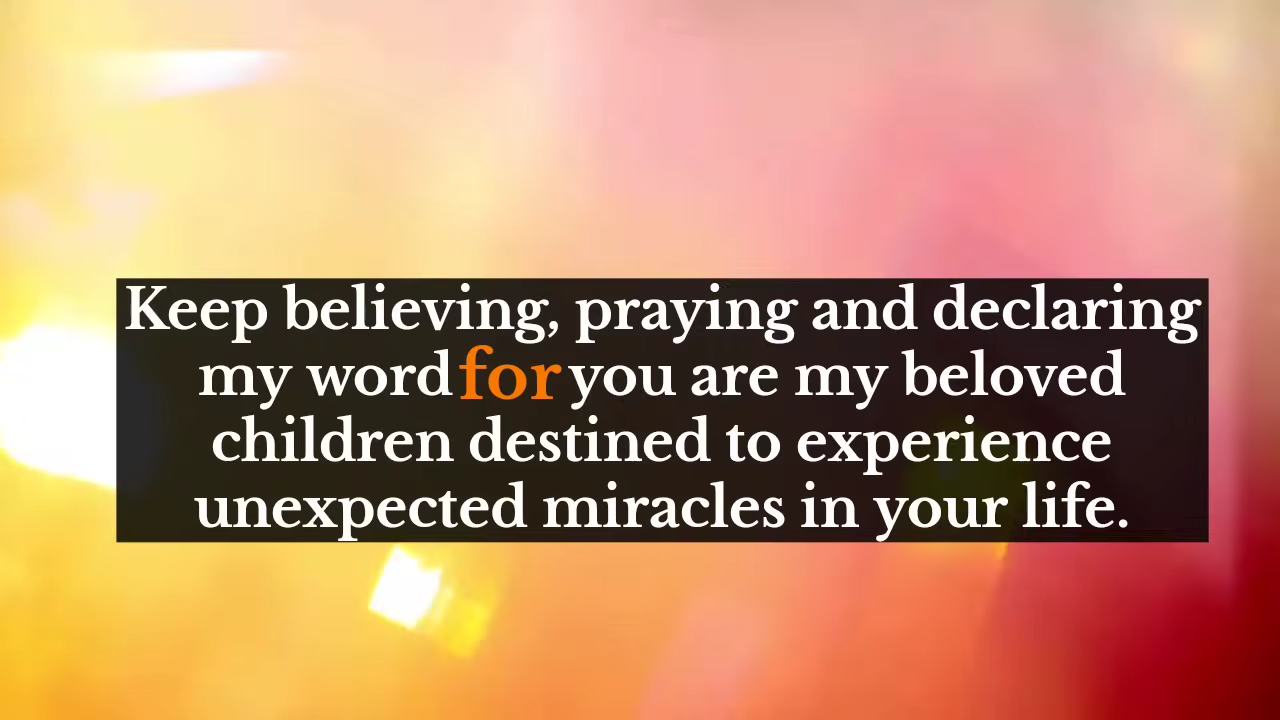 Keep believing, praying and declaring
my word for you are my beloved
children destined to experience
unexpected miracles in your life.